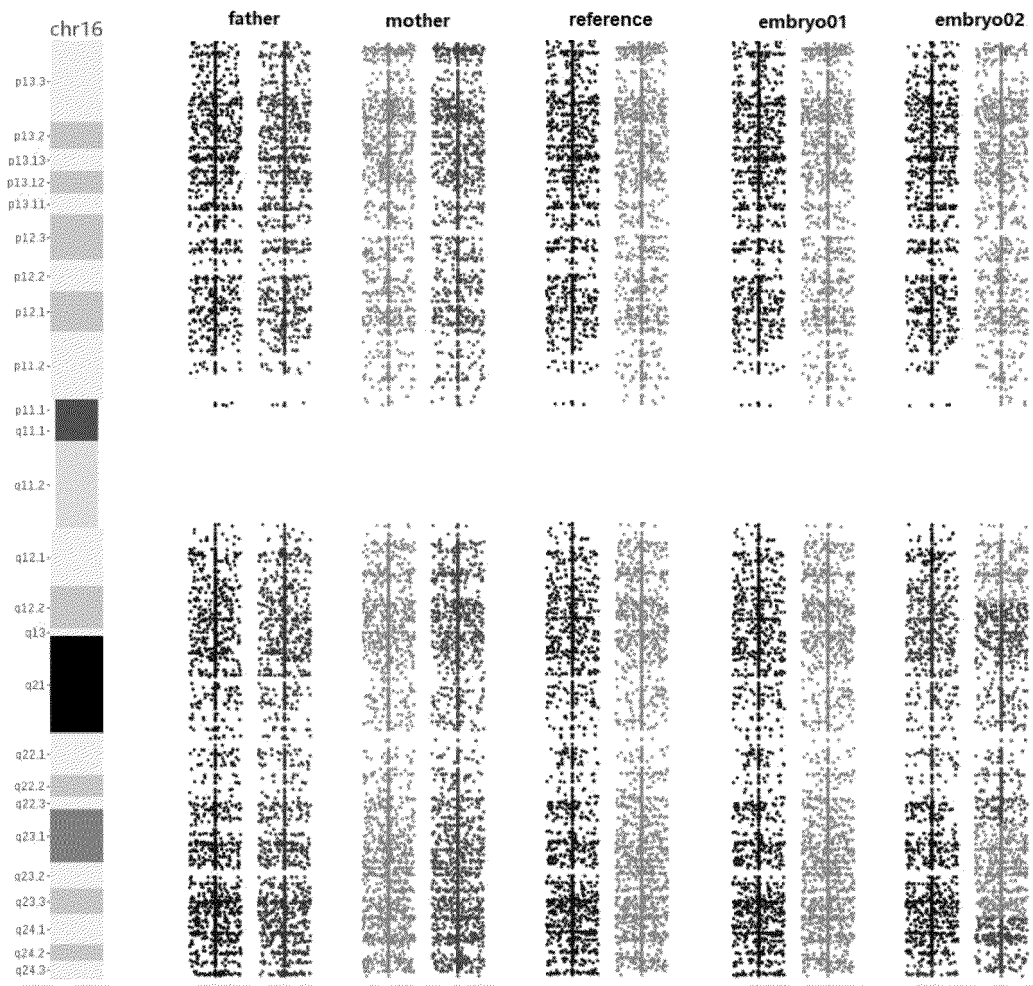 chr16
father
mother
reference
embryo01
embryo02
p13.3
p13.2
p13.13
p13.12
p13.11
p12.3
p12.2
p12.1
p11.2
p11.1
q11.1
q11.2
q12.1
q12.2
q13
q21
q22.1
q22.2
q22.3
q23.1
q23.2
q23.3
q24.1
q24.2
q24.3